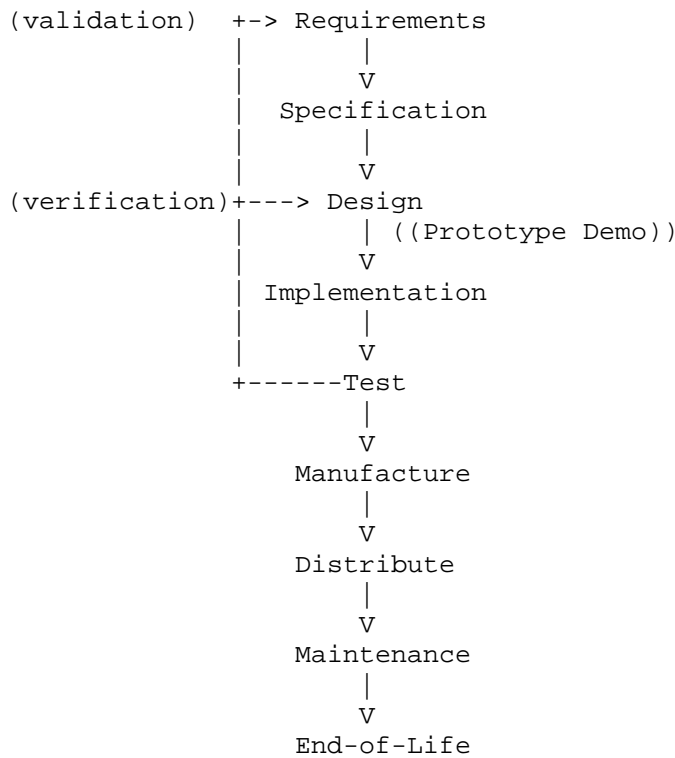 (validation) +-> Requirements
Specification
(verification)+---> Design
((Prototype Demo))
Implementation
+------Test
Manufacture
Distribute
Maintenance
End-of-Life